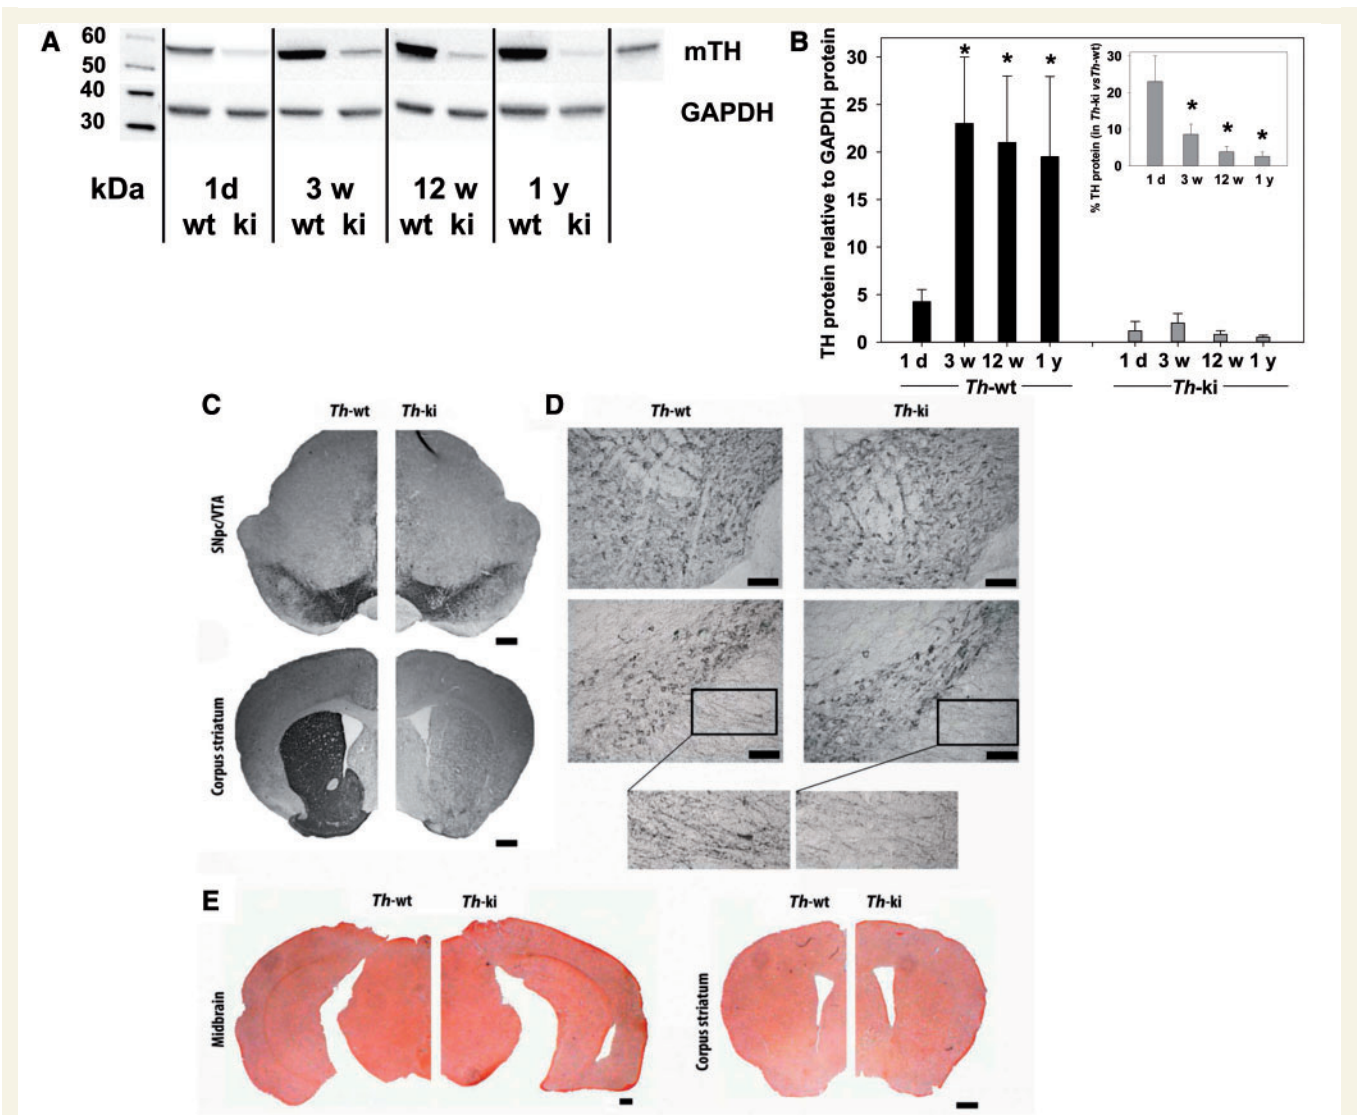 A
60
50
40
30
mTH
GAPDH
kDa
1d
3 w
12 w
1 y
wt ki
wt ki
wt ki
wt ki
B
TH protein relative to GAPDH protein
30
25
20
15
10
5
0
*
*
*
1 d
3 w
12 w
1 y
Th-wt
1 d
3 w
12 w
1 y
Th-ki
% TH protein (in Th-ki vsTh-wt)
30
20
10
0
*
*
*
1 d
3 w
12 w
1 y
C
Th-wt
Th-ki
SNpc/VTA
Corpus striatum
D
Th-wt
Th-ki
E
Th-wt
Th-ki
Midbrain
Th-wt
Th-ki
Corpus striatum